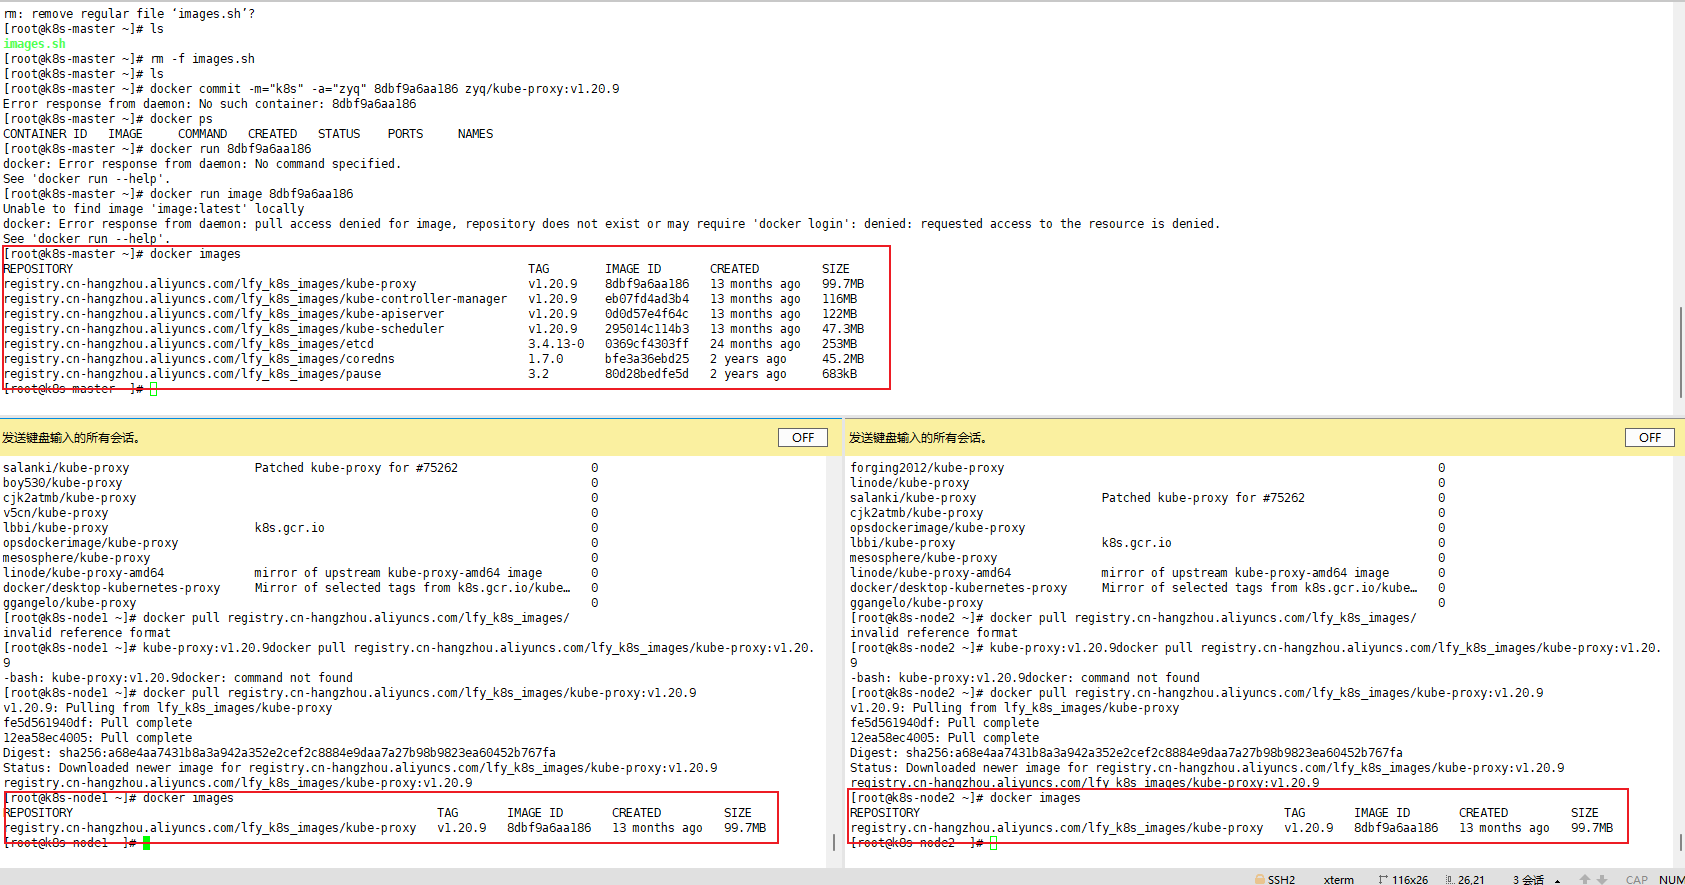 rm: remove regular file ‘images.sh’?
[root@k8s-master ~]# ls
images.sh
[root@k8s-master ~]# rm -f images.sh
[root@k8s-master ~]# ls
[root@k8s-master ~]# docker commit -m="k8s" -a="zyq" 8dbf9a6aa186 zyq/kube-proxy:v1.20.9
Error response from daemon: No such container: 8dbf9a6aa186
[root@k8s-master ~]# docker ps
CONTAINER ID   IMAGE     COMMAND   CREATED   STATUS    PORTS     NAMES
[root@k8s-master ~]# docker run 8dbf9a6aa186
docker: Error response from daemon: No command specified.
See 'docker run --help'.
[root@k8s-master ~]# docker run image 8dbf9a6aa186
Unable to find image 'image:latest' locally
docker: Error response from daemon: pull access denied for image, repository does not exist or may require 'docker login': denied: requested access to the resource is denied.
See 'docker run --help'.
[root@k8s-master ~]# docker images
REPOSITORY                                                                 TAG        IMAGE ID       CREATED         SIZE
registry.cn-hangzhou.aliyuncs.com/lfy_k8s_images/kube-proxy                v1.20.9    8dbf9a6aa186   13 months ago   99.7MB
registry.cn-hangzhou.aliyuncs.com/lfy_k8s_images/kube-controller-manager   v1.20.9    eb07fd4ad3b4   13 months ago   116MB
registry.cn-hangzhou.aliyuncs.com/lfy_k8s_images/kube-apiserver            v1.20.9    0d0d57e4f64c   13 months ago   122MB
registry.cn-hangzhou.aliyuncs.com/lfy_k8s_images/kube-scheduler            v1.20.9    295014c114b3   13 months ago   47.3MB
registry.cn-hangzhou.aliyuncs.com/lfy_k8s_images/etcd                      3.4.13-0   0369cf4303ff   24 months ago   253MB
registry.cn-hangzhou.aliyuncs.com/lfy_k8s_images/coredns                   1.7.0      bfe3a36ebd25   2 years ago     45.2MB
registry.cn-hangzhou.aliyuncs.com/lfy_k8s_images/pause                     3.2        80d28bedfe5d   2 years ago     683kB
[root@k8s-master ~]#
发送键盘输入的所有会话。 OFF
salanki/kube-proxy                  Patched kube-proxy for #75262                   0
boy530/kube-proxy                                                                   0
cjk2atmb/kube-proxy                                                                 0
v5cn/kube-proxy                                                                     0
lbbi/kube-proxy                     k8s.gcr.io                                      0
opsdockerimage/kube-proxy                                                           0
mesosphere/kube-proxy                                                               0
linode/kube-proxy-amd64             mirror of upstream kube-proxy-amd64 image       0
docker/desktop-kubernetes-proxy     Mirror of selected tags from k8s.gcr.io/kube…   0
ggangelo/kube-proxy                                                                 0
[root@k8s-node1 ~]# docker pull registry.cn-hangzhou.aliyuncs.com/lfy_k8s_images/
invalid reference format
[root@k8s-node1 ~]# kube-proxy:v1.20.9docker pull registry.cn-hangzhou.aliyuncs.com/lfy_k8s_images/kube-proxy:v1.20.
9
-bash: kube-proxy:v1.20.9docker: command not found
[root@k8s-node1 ~]# docker pull registry.cn-hangzhou.aliyuncs.com/lfy_k8s_images/kube-proxy:v1.20.9
v1.20.9: Pulling from lfy_k8s_images/kube-proxy
fe5d561940df: Pull complete
12ea58ec4005: Pull complete
Digest: sha256:a68e4aa7431b8a3a942a352e2cef2c8884e9daa7a27b98b9823ea60452b767fa
Status: Downloaded newer image for registry.cn-hangzhou.aliyuncs.com/lfy_k8s_images/kube-proxy:v1.20.9
registry.cn-hangzhou.aliyuncs.com/lfy_k8s_images/kube-proxy:v1.20.9
[root@k8s-node1 ~]# docker images
REPOSITORY                                                    TAG       IMAGE ID       CREATED         SIZE
registry.cn-hangzhou.aliyuncs.com/lfy_k8s_images/kube-proxy   v1.20.9   8dbf9a6aa186   13 months ago   99.7MB
[root@k8s-node1 ~]#
发送键盘输入的所有会话。 OFF
forging2012/kube-proxy                                                              0
linode/kube-proxy                                                                   0
salanki/kube-proxy                  Patched kube-proxy for #75262                   0
cjk2atmb/kube-proxy                                                                 0
opsdockerimage/kube-proxy                                                           0
lbbi/kube-proxy                     k8s.gcr.io                                      0
mesosphere/kube-proxy                                                               0
linode/kube-proxy-amd64             mirror of upstream kube-proxy-amd64 image       0
docker/desktop-kubernetes-proxy     Mirror of selected tags from k8s.gcr.io/kube…   0
ggangelo/kube-proxy                                                                 0
[root@k8s-node2 ~]# docker pull registry.cn-hangzhou.aliyuncs.com/lfy_k8s_images/
invalid reference format
[root@k8s-node2 ~]# kube-proxy:v1.20.9docker pull registry.cn-hangzhou.aliyuncs.com/lfy_k8s_images/kube-proxy:v1.20.
9
-bash: kube-proxy:v1.20.9docker: command not found
[root@k8s-node2 ~]# docker pull registry.cn-hangzhou.aliyuncs.com/lfy_k8s_images/kube-proxy:v1.20.9
v1.20.9: Pulling from lfy_k8s_images/kube-proxy
fe5d561940df: Pull complete
12ea58ec4005: Pull complete
Digest: sha256:a68e4aa7431b8a3a942a352e2cef2c8884e9daa7a27b98b9823ea60452b767fa
Status: Downloaded newer image for registry.cn-hangzhou.aliyuncs.com/lfy_k8s_images/kube-proxy:v1.20.9
registry.cn-hangzhou.aliyuncs.com/lfy_k8s_images/kube-proxy:v1.20.9
[root@k8s-node2 ~]# docker images
REPOSITORY                                                    TAG       IMAGE ID       CREATED         SIZE
registry.cn-hangzhou.aliyuncs.com/lfy_k8s_images/kube-proxy   v1.20.9   8dbf9a6aa186   13 months ago   99.7MB
[root@k8s-node2 ~]#
SSH2 xterm 116x26 26,21 3 会话 CAP NUM